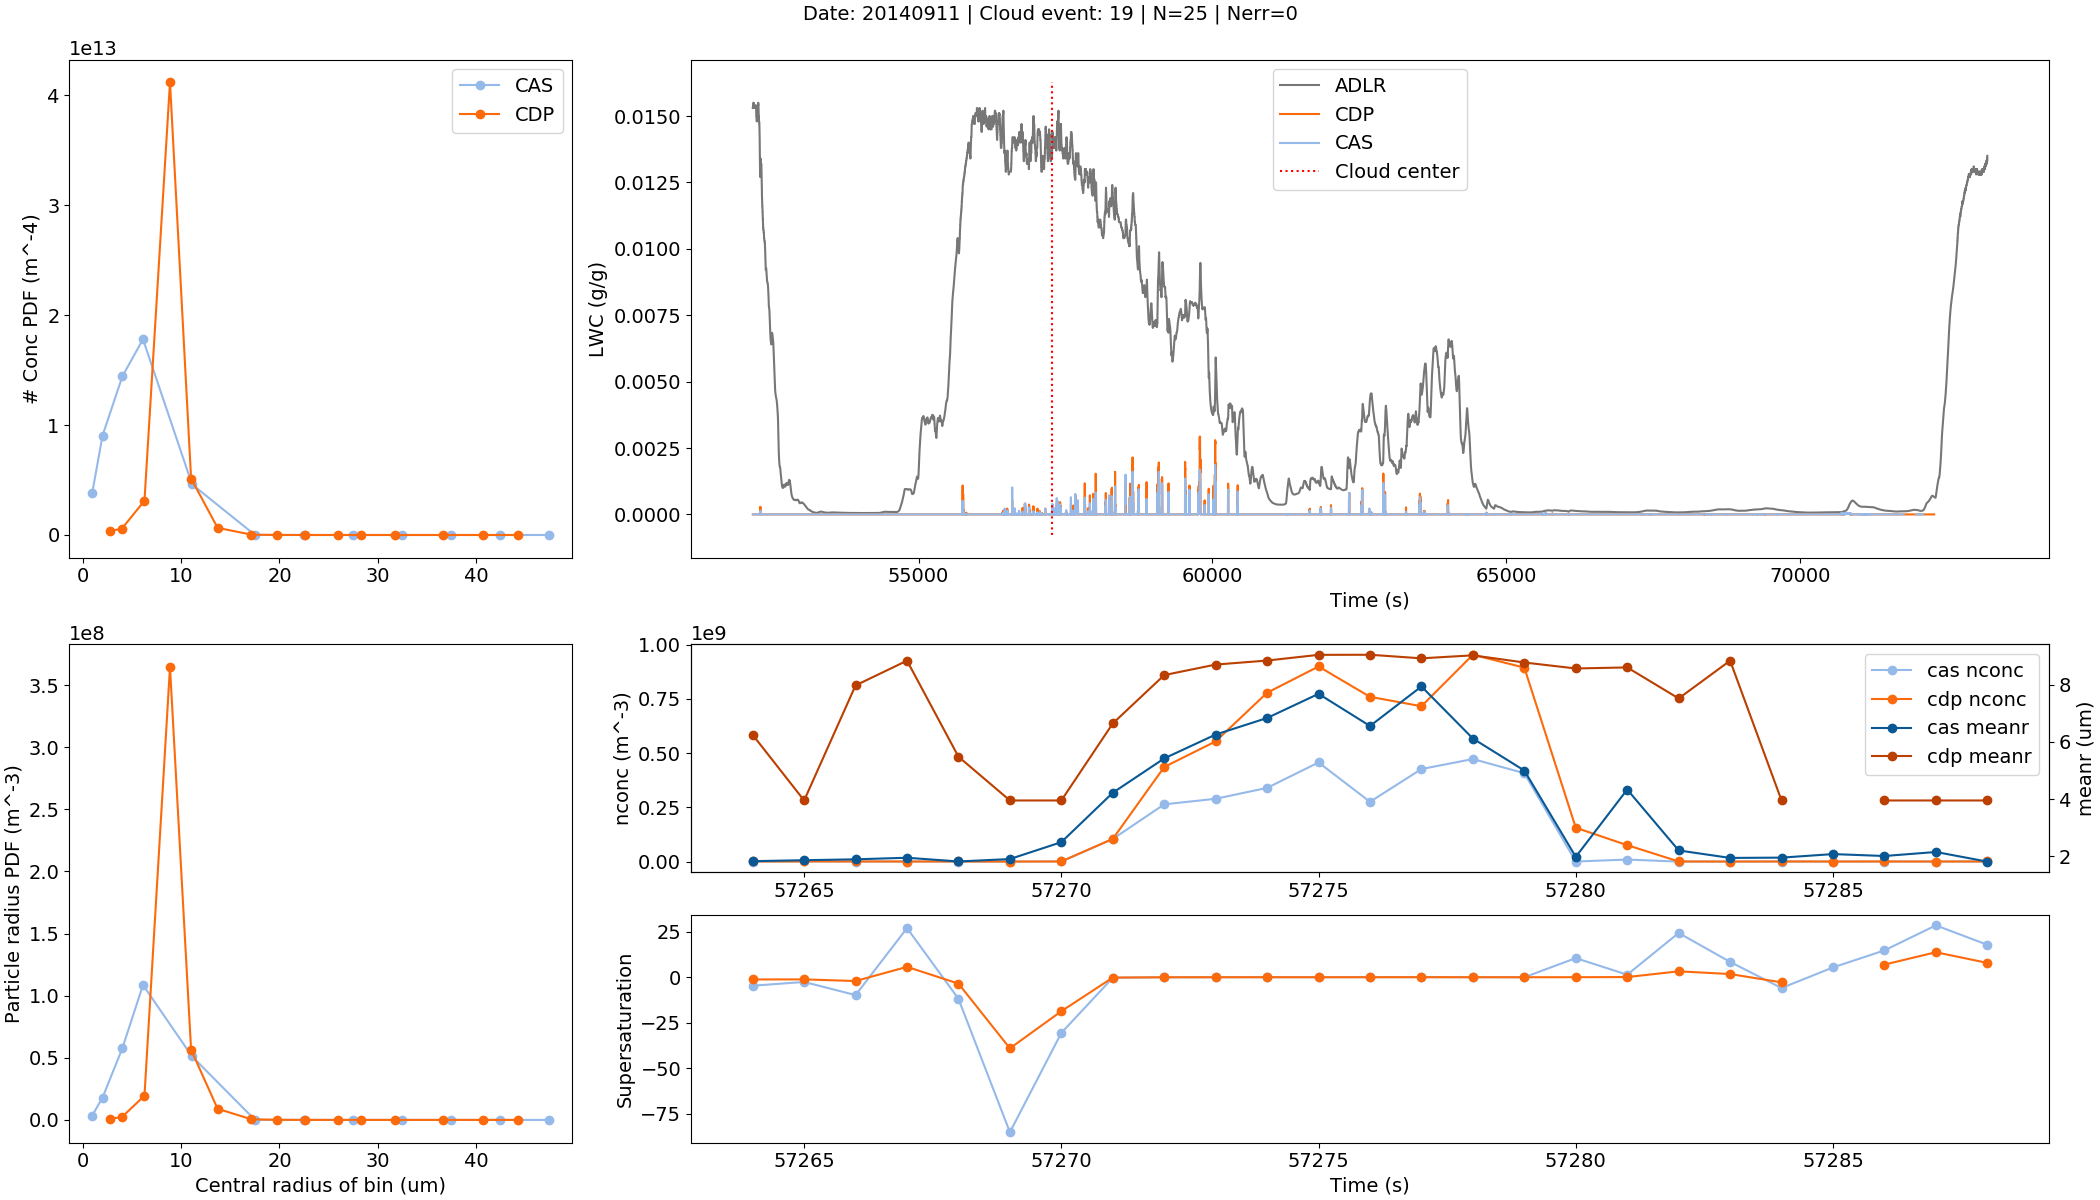 Date: 20140911 | Cloud event: 19 | N=25 | Nerr=0
1e13
# Conc PDF (m^-4)
4
3
2
1
0
0 10 20 30 40
CAS
CDP
LWC (g/g)
0.0150
0.0125
0.0100
0.0075
0.0050
0.0025
0.0000
55000 60000 65000 70000
Time (s)
ADLR
CDP
CAS
Cloud center
1e8
Particle radius PDF (m^-3)
3.5
3.0
2.5
2.0
1.5
1.0
0.5
0.0
0 10 20 30 40
Central radius of bin (um)
1e9
nconc (m^-3)
1.00
0.75
0.50
0.25
0.00
57265 57270 57275 57280 57285
cas nconc
cdp nconc
cas meanr
cdp meanr
8
6
4
2
meanr (um)
Supersaturation
25
0
−25
−50
−75
57265 57270 57275 57280 57285
Time (s)